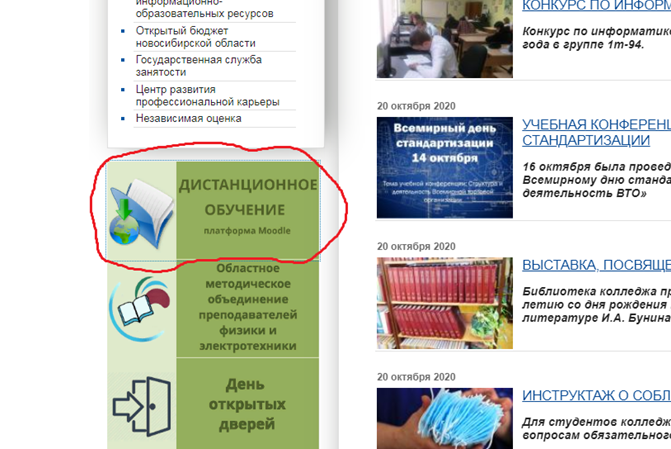 информационно-
образовательных ресурсов
Открытый бюджет
новосибирской области
Государственная служба
занятости
Центр развития
профессиональной карьеры
Независимая оценка
ДИСТАНЦИОННОЕ
ОБУЧЕНИЕ
платформа Moodle
Областное
методическое
объединение
преподавателей
физики и
электротехники
День
открытых
дверей
КОНКУРС ПО ИНФОРМ
Конкурс по информатик
года в группе 1т-94.
20 октября 2020
Всемирный день
стандартизации
14 октября
Тема учебной конференции: Структура и
деятельность Всемирной торговой
организации
УЧЕБНАЯ КОНФЕРЕНЦ
СТАНДАРТИЗАЦИИ
16 октября была провед
Всемирному дню станда
деятельность ВТО»
20 октября 2020
ВЫСТАВКА, ПОСВЯЩЕ
Библиотека колледжа пр
летию со дня рождения
литературе И.А. Бунина
20 октября 2020
ИНСТРУКТАЖ О СОБЛ
Для студентов колледж
вопросам обязательного